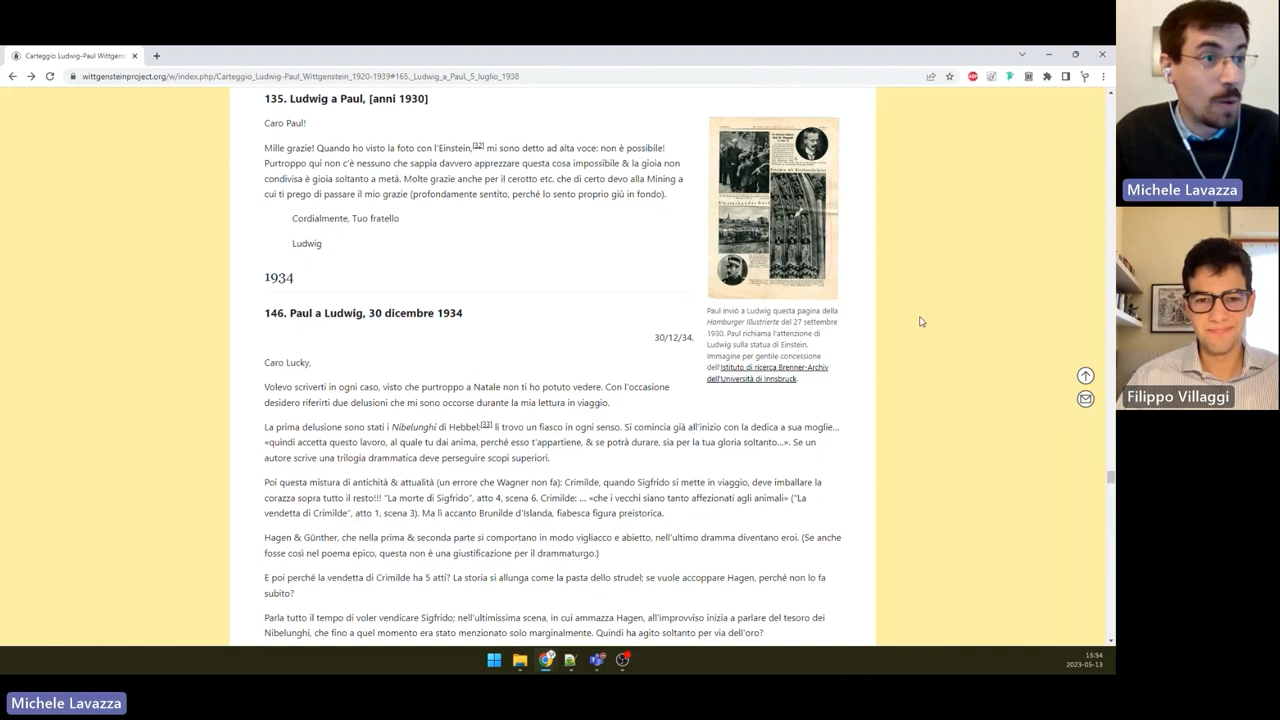 Carteggio Ludwig-Paul Wittgens
wittgensteinproject.org/w/index.php/Carteggio_Ludwig-Paul_Wittgenstein_1920-1939#165._Ludwig_a_Paul,_5_luglio_1938
135. Ludwig a Paul, [anni 1930]
Caro Paul!
Mille grazie! Quando ho visto la foto con l'Einstein,[32] mi sono detto ad alta voce: non è possibile!
Purtroppo qui non c'è nessuno che sappia davvero apprezzare questa cosa impossibile & la gioia non
condivisa è gioia soltanto a metà. Molte grazie anche per il cerotto etc. che di certo devo alla Mining a
cui ti prego di passare il mio grazie (profondamente sentito, perché lo sento proprio giù in fondo).
Cordialmente, Tuo fratello
Ludwig
Paul inviò a Ludwig questa pagina della
Hamburger Illustrierte del 27 settembre
1930. Paul richiama l'attenzione di
Ludwig sulla statua di Einstein.
Immagine per gentile concessione
dell'Istituto di ricerca Brenner-Archiv
dell'Università di Innsbruck.
1934
146. Paul a Ludwig, 30 dicembre 1934
30/12/34.
Caro Lucky,
Volevo scriverti in ogni caso, visto che purtroppo a Natale non ti ho potuto vedere. Con l'occasione
desidero riferirti due delusioni che mi sono occorse durante la mia lettura in viaggio.
La prima delusione sono stati i Nibelunghi di Hebbel:[33] li trovo un fiasco in ogni senso. Si comincia già all'inizio con la dedica a sua moglie…
«quindi accetta questo lavoro, al quale tu dai anima, perché esso t'appartiene, & se potrà durare, sia per la tua gloria soltanto…». Se un
autore scrive una trilogia drammatica deve perseguire scopi superiori.
Poi questa mistura di antichità & attualità (un errore che Wagner non fa): Crimilde, quando Sigfrido si mette in viaggio, deve imballare la
corazza sopra tutto il resto!!! "La morte di Sigfrido", atto 4, scena 6. Crimilde: … «che i vecchi siano tanto affezionati agli animali» ("La
vendetta di Crimilde", atto 1, scena 3). Ma lì accanto Brunilde d'Islanda, fiabesca figura preistorica.
Hagen & Günther, che nella prima & seconda parte si comportano in modo vigliacco e abietto, nell'ultimo dramma diventano eroi. (Se anche
fosse così nel poema epico, questa non è una giustificazione per il drammaturgo.)
E poi perché la vendetta di Crimilde ha 5 atti? La storia si allunga come la pasta dello strudel; se vuole accoppare Hagen, perché non lo fa
subito?
Parla tutto il tempo di voler vendicare Sigfrido; nell'ultimissima scena, in cui ammazza Hagen, all'improvviso inizia a parlare del tesoro dei
Nibelunghi, che fino a quel momento era stato menzionato solo marginalmente. Quindi ha agito soltanto per via dell'oro?
15:54
2023-05-13
Michele Lavazza
Filippo Villaggi
Michele Lavazza